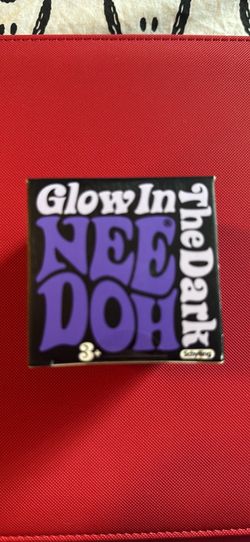 Glow In
The Dark
NEE
DOH
3+
Schylling